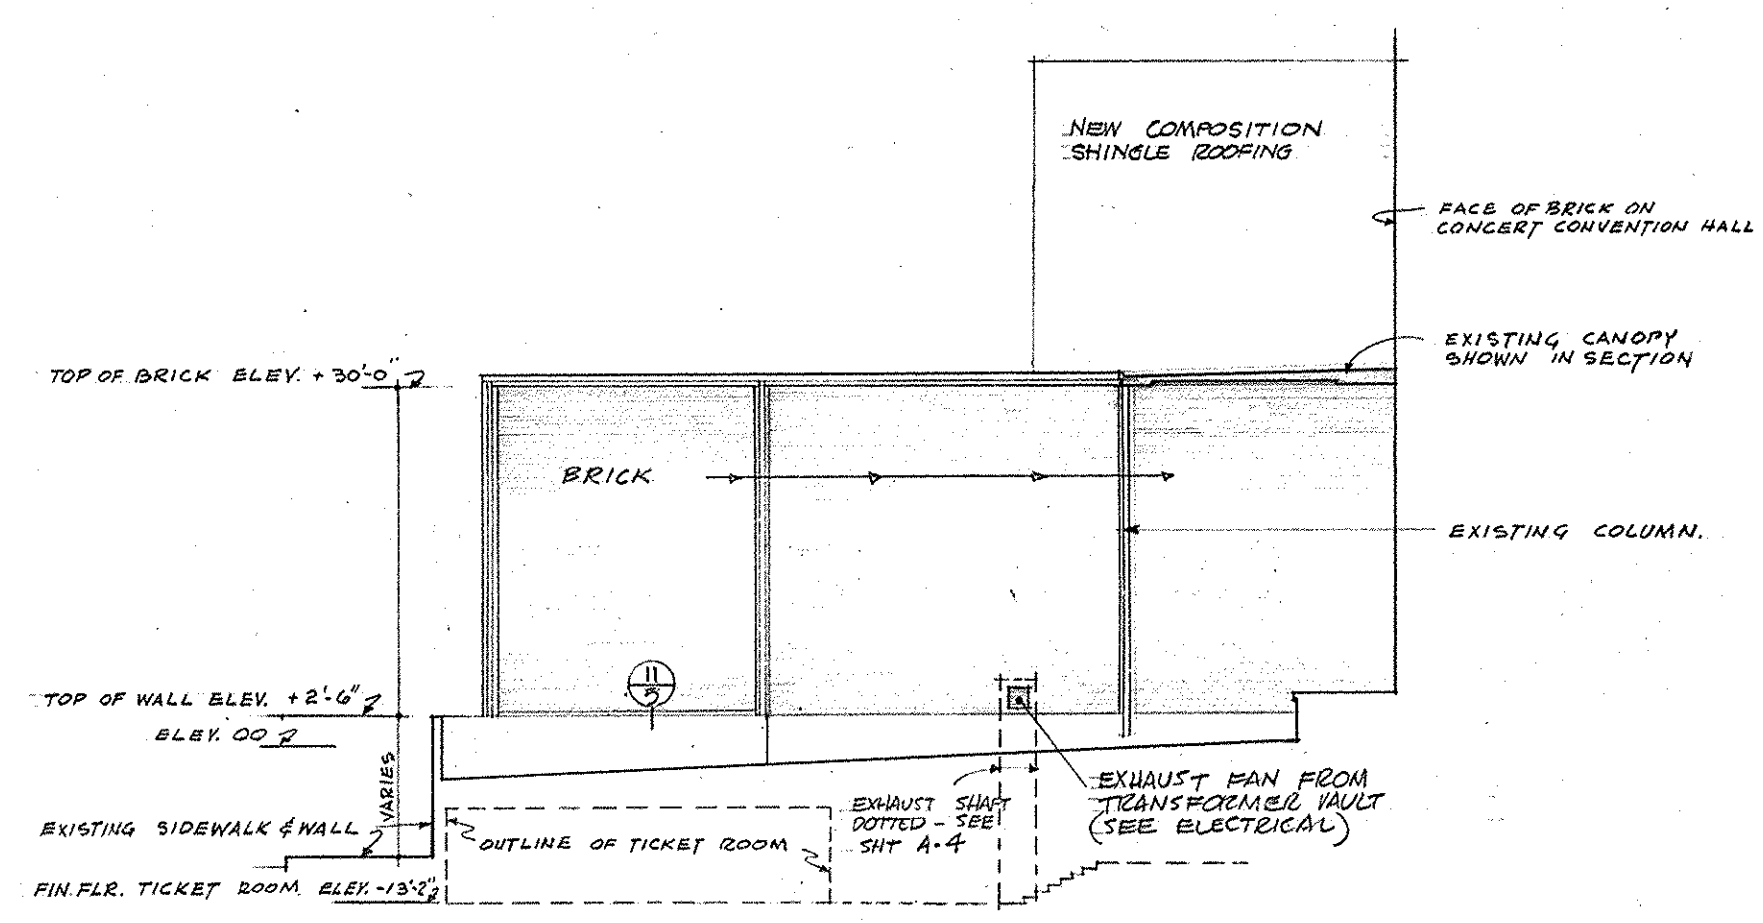 NEW COMPOSITION
SHINGLE ROOFING
FACE OF BRICK ON
CONCERT CONVENTION HALL
EXISTING CANOPY
SHOWN IN SECTION
TOP OF BRICK ELEV. + 30'-0"
BRICK
EXISTING COLUMN.
11
5
TOP OF WALL ELEV. +2'-6"
ELEV. 00
VARIES
EXISTING SIDEWALK & WALL
OUTLINE OF TICKET ROOM
EXHAUST SHAFT
DOTTED - SEE
SHT A-4
EXHAUST FAN FROM
TRANSFORMER VAULT
(SEE ELECTRICAL)
FIN. FLR. TICKET ROOM ELEV. -13'-2"